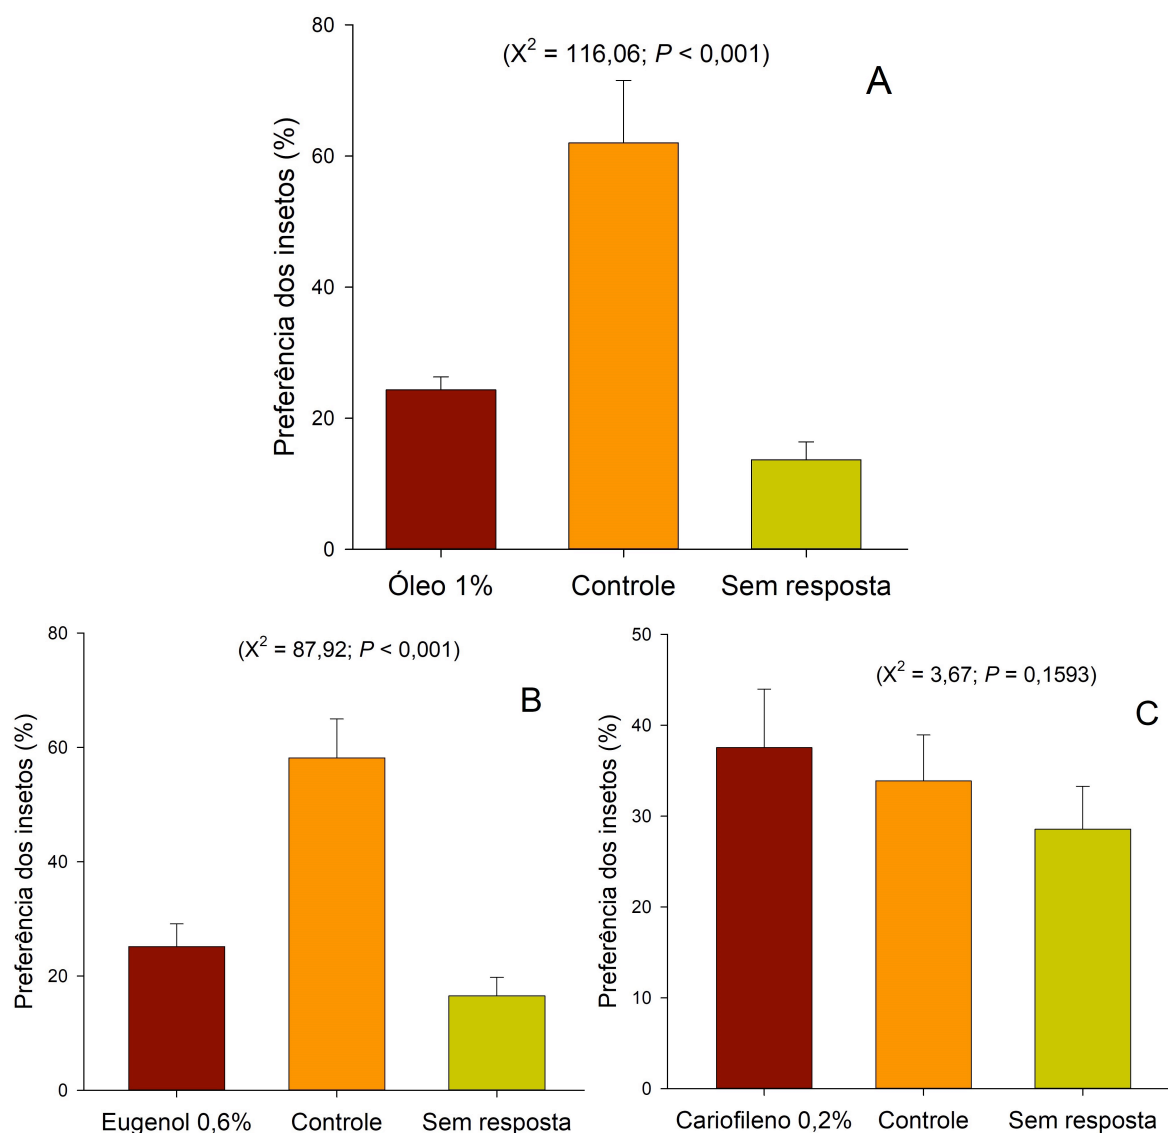 80
(X² = 116,06; P < 0,001)
A
60
40
20
0
Preferência dos insetos (%)
Óleo 1% Controle Sem resposta
80
(X² = 87,92; P < 0,001)
B
60
40
20
0
Preferência dos insetos (%)
Eugenol 0,6% Controle Sem resposta
50
(X² = 3,67; P = 0,1593)
C
40
30
20
10
0
Preferência dos insetos (%)
Cariofileno 0,2% Controle Sem resposta